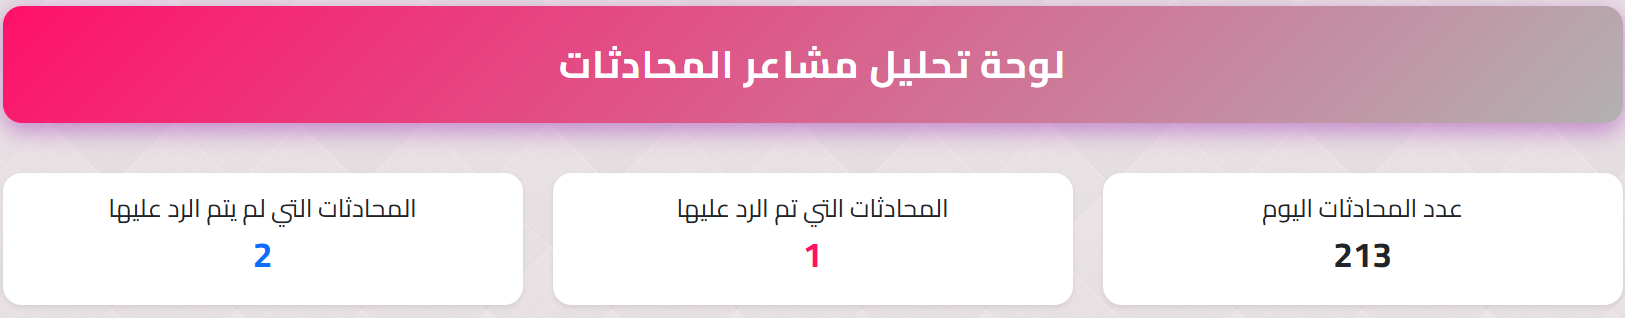 لوحة تحليل مشاعر المحادثات
عدد المحادثات اليوم
213
المحادثات التي تم الرد عليها
1
المحادثات التي لم يتم الرد عليها
2